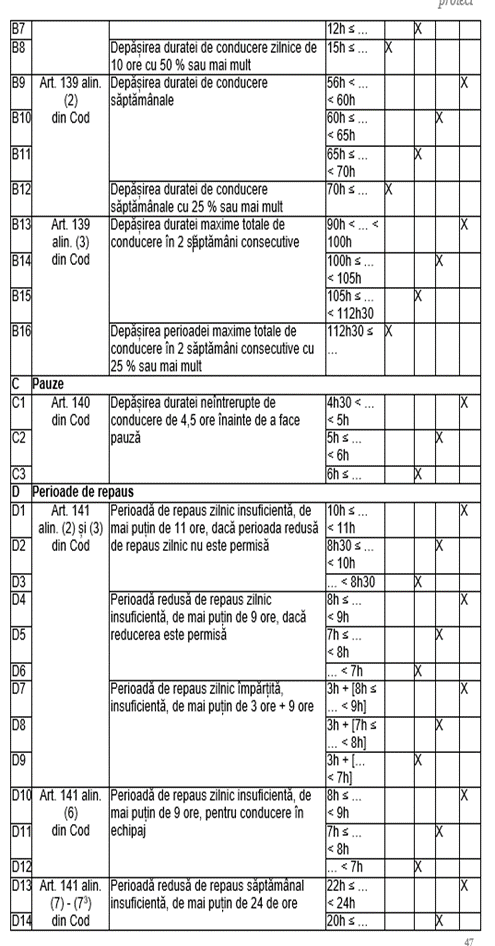 proiect
B7 12h ≤ ... X
B8 Depășirea duratei de conducere zilnice de 15h ≤ ... X
10 ore cu 50 % sau mai mult
B9 Art. 139 alin. Depășirea duratei de conducere 56h < ... X
(2) săptămânale < 60h
B10 din Cod 60h ≤ ... X
< 65h
B11 65h ≤ ... X
< 70h
B12 Depășirea duratei de conducere 70h ≤ ... X
săptămânale cu 25 % sau mai mult
B13 Art. 139 Depășirea duratei maxime totale de 90h < ... < X
alin. (3) conducere în 2 săptămâni consecutive 100h
B14 din Cod 100h ≤ ... X
< 105h
B15 105h ≤ ... X
< 112h30
B16 Depășirea perioadei maxime totale de 112h30 ≤ X
conducere în 2 săptămâni consecutive cu ...
25 % sau mai mult
C Pauze
C1 Art. 140 Depășirea duratei neîntrerupte de 4h30 < ... X
din Cod conducere de 4,5 ore înainte de a face < 5h
C2 pauză 5h ≤ ... X
< 6h
C3 6h ≤ ... X
D Perioade de repaus
D1 Art. 141 Perioadă de repaus zilnic insuficientă, de 10h ≤ ... X
alin. (2) și (3) mai puțin de 11 ore, dacă perioada redusă < 11h
D2 din Cod de repaus zilnic nu este permisă 8h30 ≤ ... X
< 10h
D3 ... < 8h30 X
D4 Perioadă redusă de repaus zilnic 8h ≤ ... X
insuficientă, de mai puțin de 9 ore, dacă < 9h
D5 reducerea este permisă 7h ≤ ... X
< 8h
D6 ... < 7h X
D7 Perioadă de repaus zilnic împărțită, 3h + [8h ≤ X
insuficientă, de mai puțin de 3 ore + 9 ore ... < 9h]
D8 3h + [7h ≤ X
... < 8h]
D9 3h + [... X
< 7h]
D10 Art. 141 alin. Perioadă de repaus zilnic insuficientă, de 8h ≤ ... X
(6) mai puțin de 9 ore, pentru conducere în < 9h
D11 din Cod echipaj 7h ≤ ... X
< 8h
D12 ... < 7h X
D13 Art. 141 alin. Perioadă redusă de repaus săptămânal 22h ≤ ... X
(7) - (7³) insuficientă, de mai puțin de 24 de ore < 24h
D14 din Cod 20h ≤ ... X
47